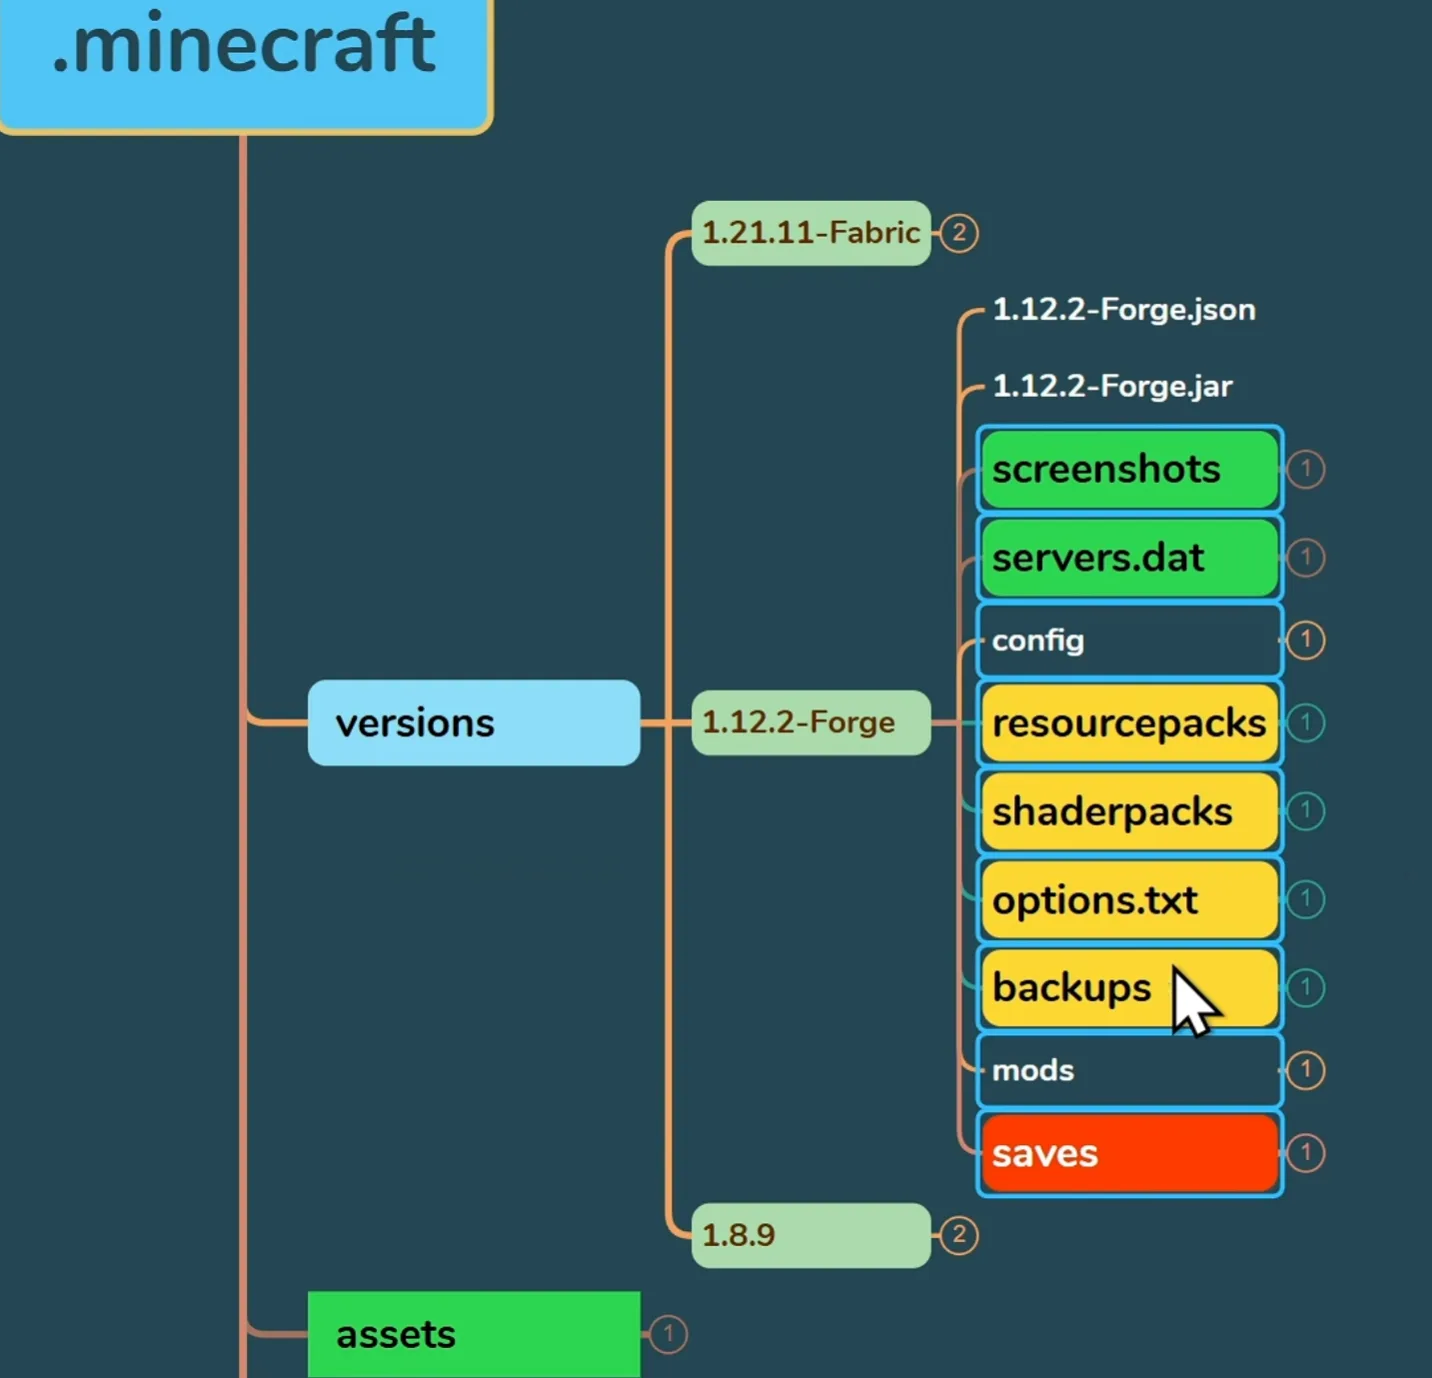 .minecraft
1.21.11-Fabric
2
1.12.2-Forge.json
1.12.2-Forge.jar
screenshots
1
servers.dat
1
config
1
versions
1.12.2-Forge
resourcepacks
1
shaderpacks
1
options.txt
1
backups
1
mods
1
saves
1
1.8.9
2
assets
1